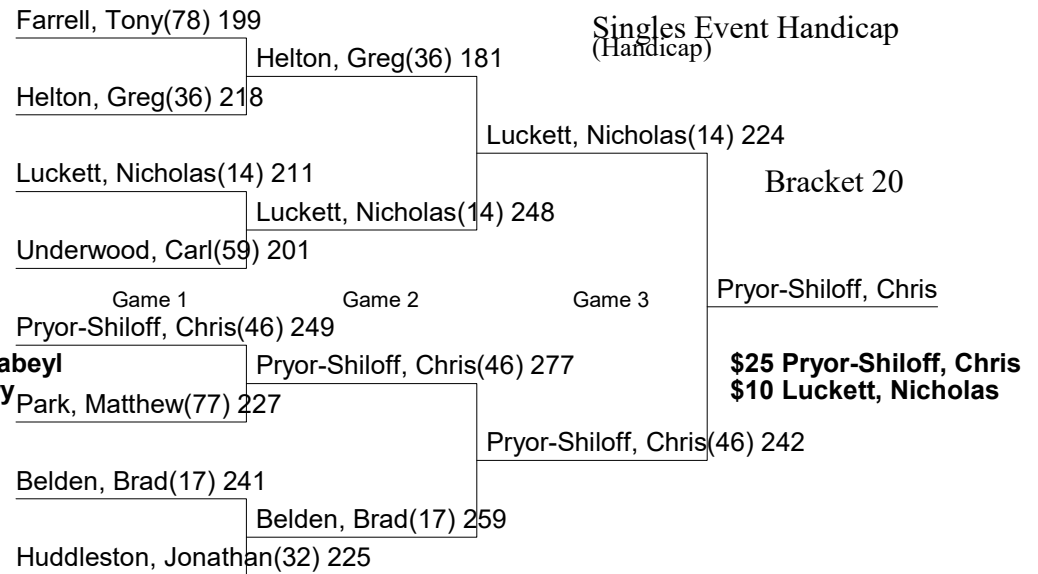 Farrell, Tony(78) 199
Singles Event Handicap
(Handicap)
Helton, Greg(36) 181
Helton, Greg(36) 218
Luckett, Nicholas(14) 224
Luckett, Nicholas(14) 211
Bracket 20
Luckett, Nicholas(14) 248
Underwood, Carl(59) 201
Game 1 Game 2 Game 3
Pryor-Shiloff, Chris
Pryor-Shiloff, Chris(46) 249
abeyl
Pryor-Shiloff, Chris(46) 277
$25 Pryor-Shiloff, Chris
y
$10 Luckett, Nicholas
Park, Matthew(77) 227
Pryor-Shiloff, Chris(46) 242
Belden, Brad(17) 241
Belden, Brad(17) 259
Huddleston, Jonathan(32) 225